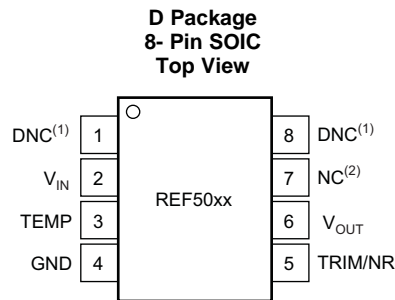 D Package
8- Pin SOIC
Top View
DNC(1) 1 8 DNC(1)
VIN 2 7 NC(2)
REF50xx
TEMP 3 6 VOUT
GND 4 5 TRIM/NR